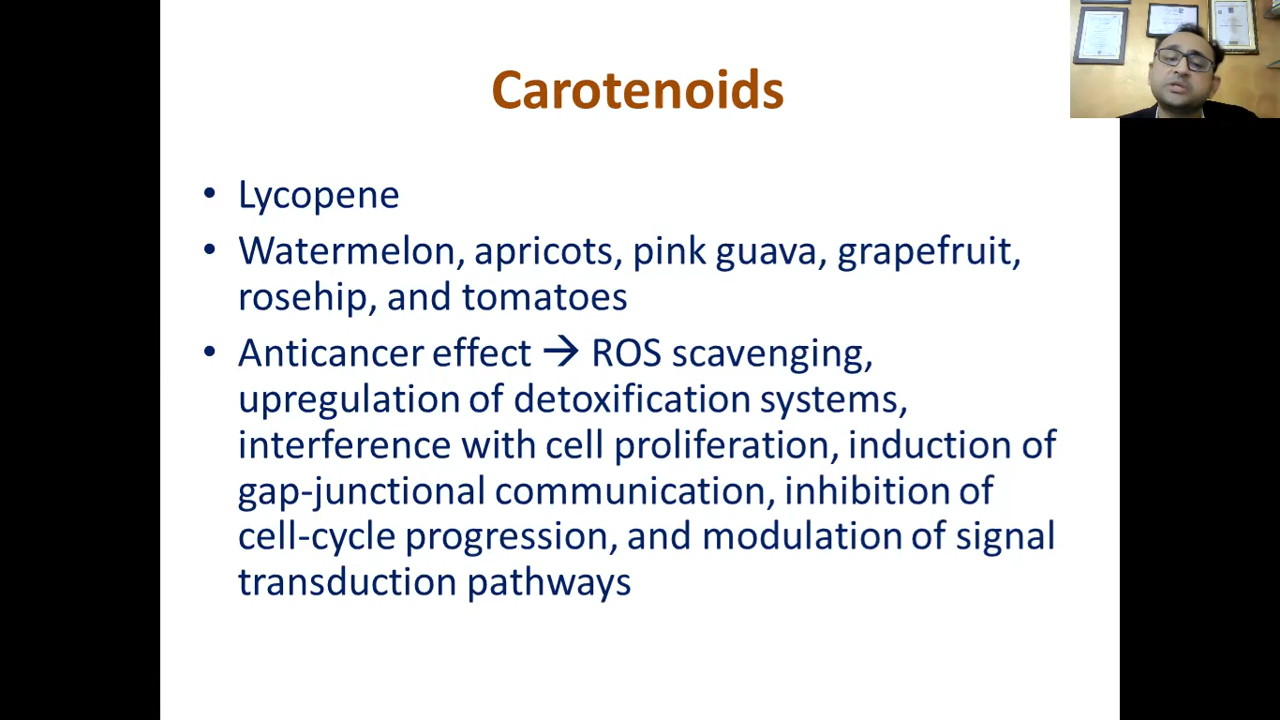 Carotenoids
• Lycopene
• Watermelon, apricots, pink guava, grapefruit,
rosehip, and tomatoes
• Anticancer effect → ROS scavenging,
upregulation of detoxification systems,
interference with cell proliferation, induction of
gap-junctional communication, inhibition of
cell-cycle progression, and modulation of signal
transduction pathways